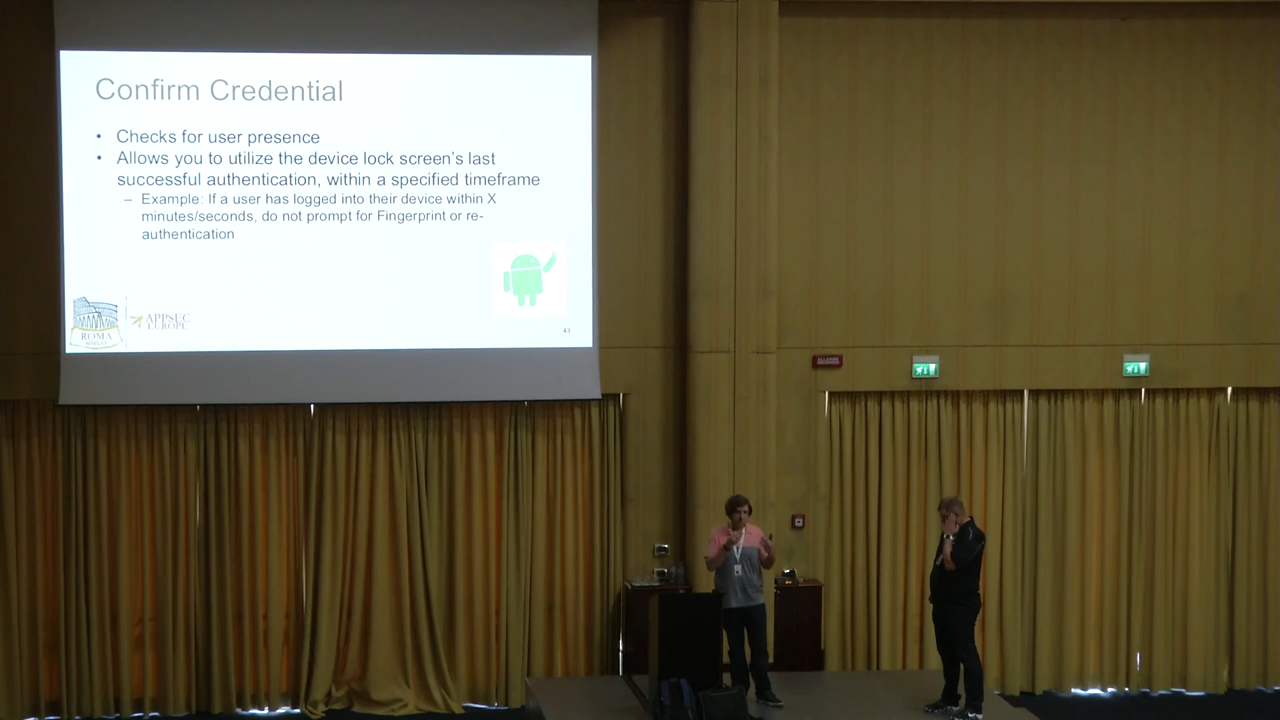 Confirm Credential
• Checks for user presence
• Allows you to utilize the device lock screen's last
successful authentication, within a specified timeframe
– Example: If a user has logged into their device within X
minutes/seconds, do not prompt for Fingerprint or re-
authentication
ROMA
APPSEC
EUROPE
43